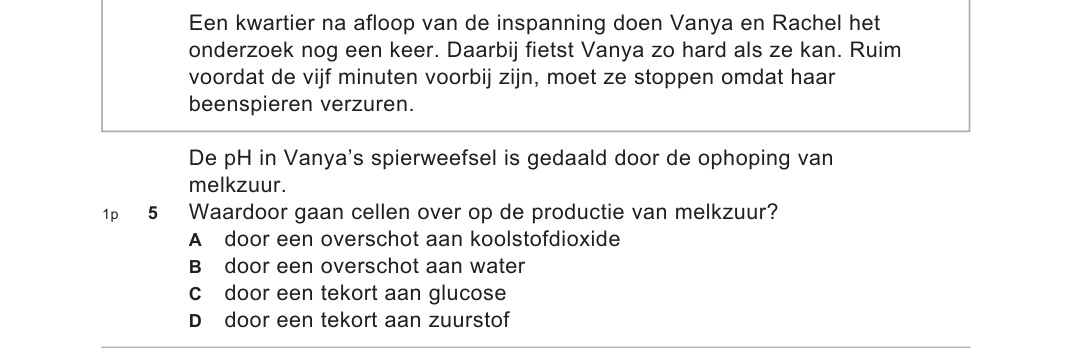 Een kwartier na afloop van de inspanning doen Vanya en Rachel het
onderzoek nog een keer. Daarbij fietst Vanya zo hard als ze kan. Ruim
voordat de vijf minuten voorbij zijn, moet ze stoppen omdat haar
beenspieren verzuren.
De pH in Vanya's spierweefsel is gedaald door de ophoping van
melkzuur.
1p 5 Waardoor gaan cellen over op de productie van melkzuur?
A door een overschot aan koolstofdioxide
B door een overschot aan water
C door een tekort aan glucose
D door een tekort aan zuurstof